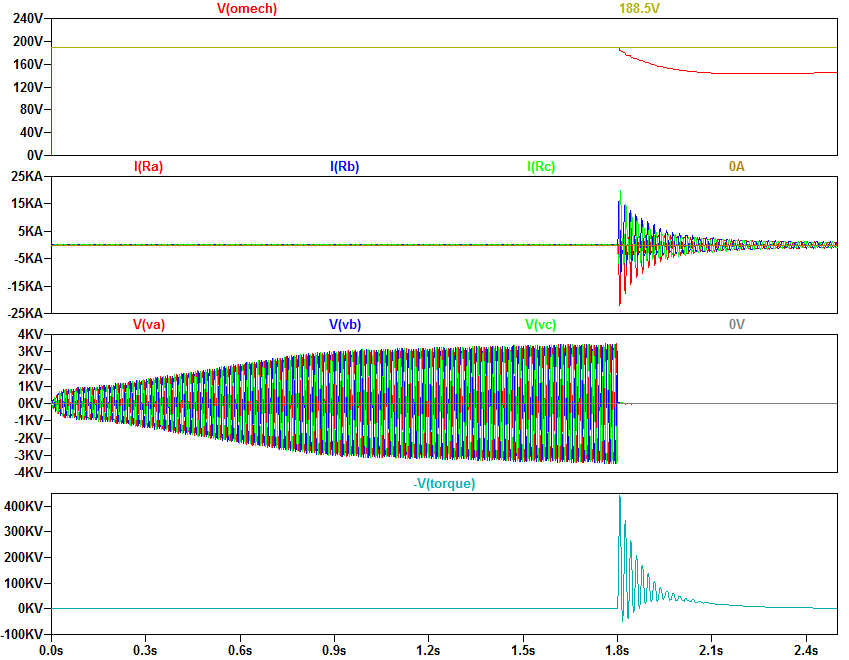 V(omech) 188.5V
240V
200V
160V
120V
80V
40V
0V
I(Ra) I(Rb) I(Rc) 0A
25KA
15KA
5KA
-5KA
-15KA
-25KA
V(va) V(vb) V(vc) 0V
4KV
3KV
2KV
1KV
0KV
-1KV
-2KV
-3KV
-4KV
-V(torque)
400KV
300KV
200KV
100KV
0KV
-100KV
0.0s 0.3s 0.6s 0.9s 1.2s 1.5s 1.8s 2.1s 2.4s